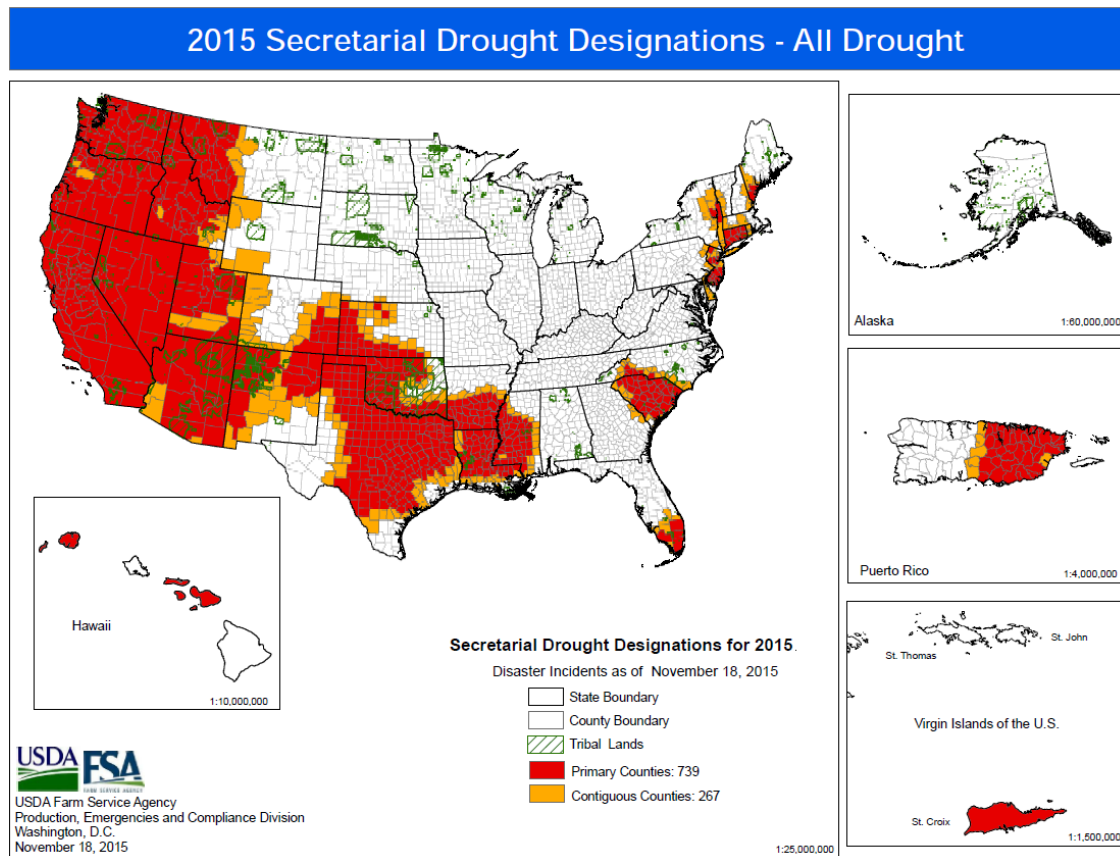 2015 Secretarial Drought Designations - All Drought
Alaska
1:60,000,000
Puerto Rico
1:4,000,000
Hawaii
1:10,000,000
St. John
St. Thomas
Virgin Islands of the U.S.
St. Croix
1:1,500,000
Secretarial Drought Designations for 2015.
Disaster Incidents as of November 18, 2015
State Boundary
County Boundary
Tribal Lands
Primary Counties: 739
Contiguous Counties: 267
USDA FSA
FARM SERVICE AGENCY
USDA Farm Service Agency
Production, Emergencies and Compliance Division
Washington, D.C.
November 18, 2015
1:25,000,000